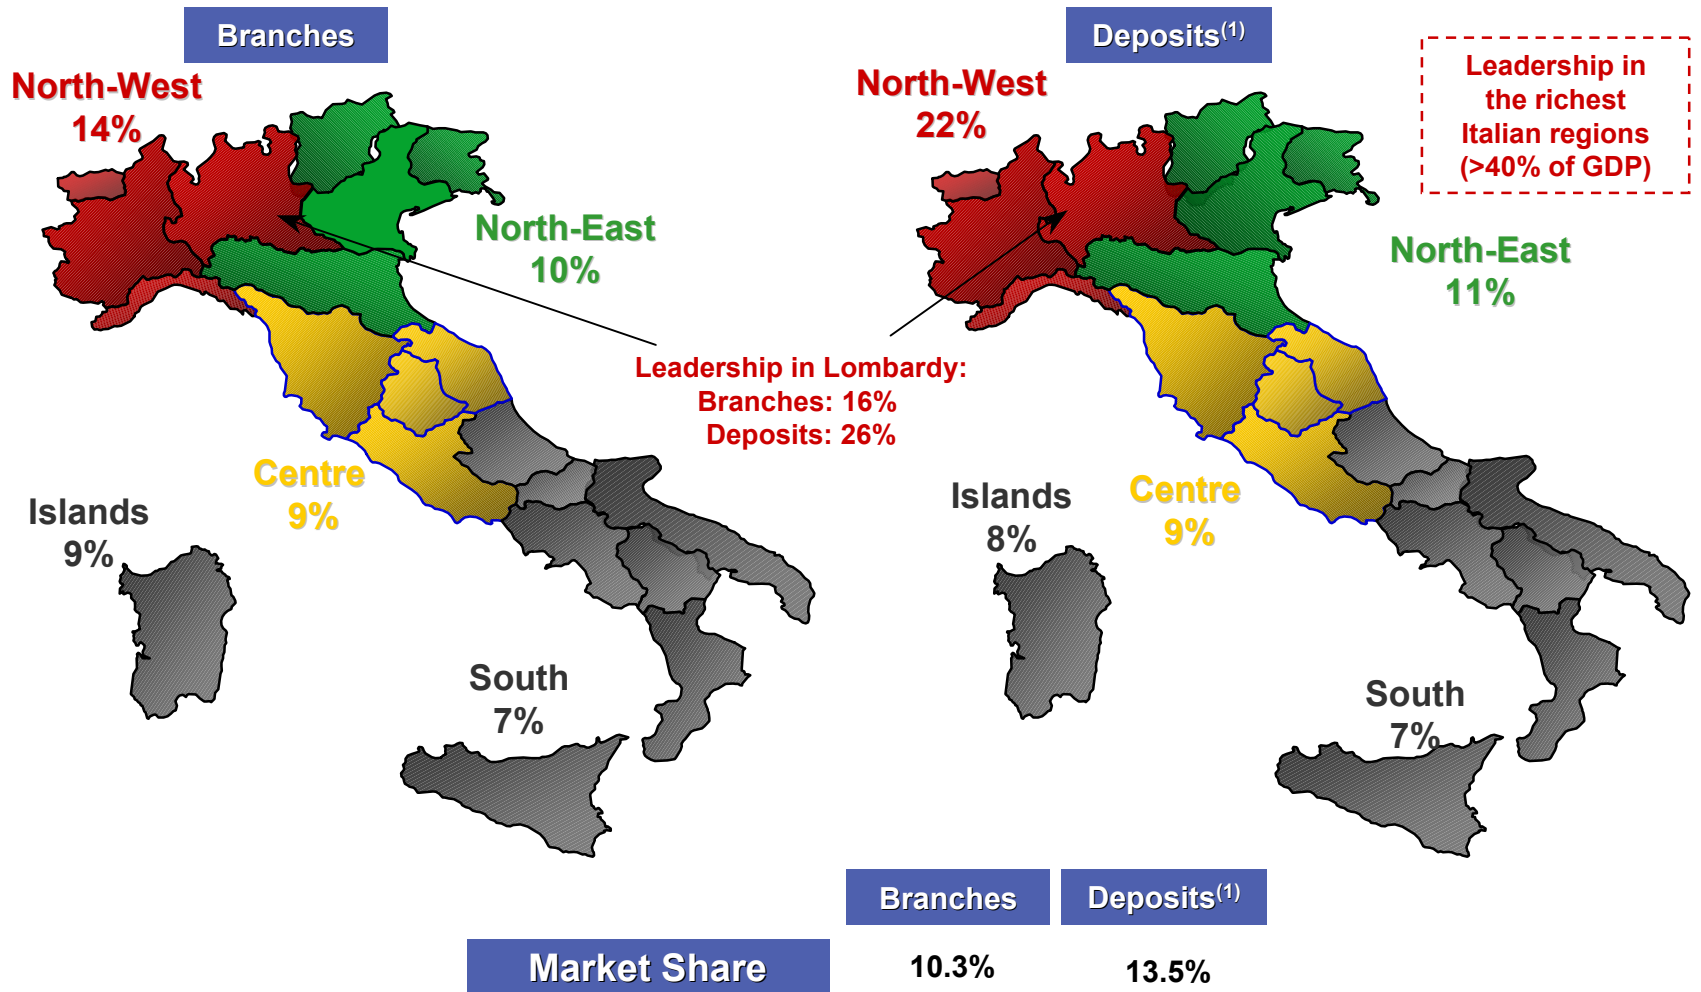 Branches
North-West
14%
North-East
10%
Centre
9%
Islands
9%
South
7%
Deposits(1)
North-West
22%
North-East
11%
Centre
9%
Islands
8%
South
7%
Leadership in
the richest
Italian regions
(>40% of GDP)
Leadership in Lombardy:
Branches: 16%
Deposits: 26%
Branches
Deposits(1)
Market Share
10.3%
13.5%